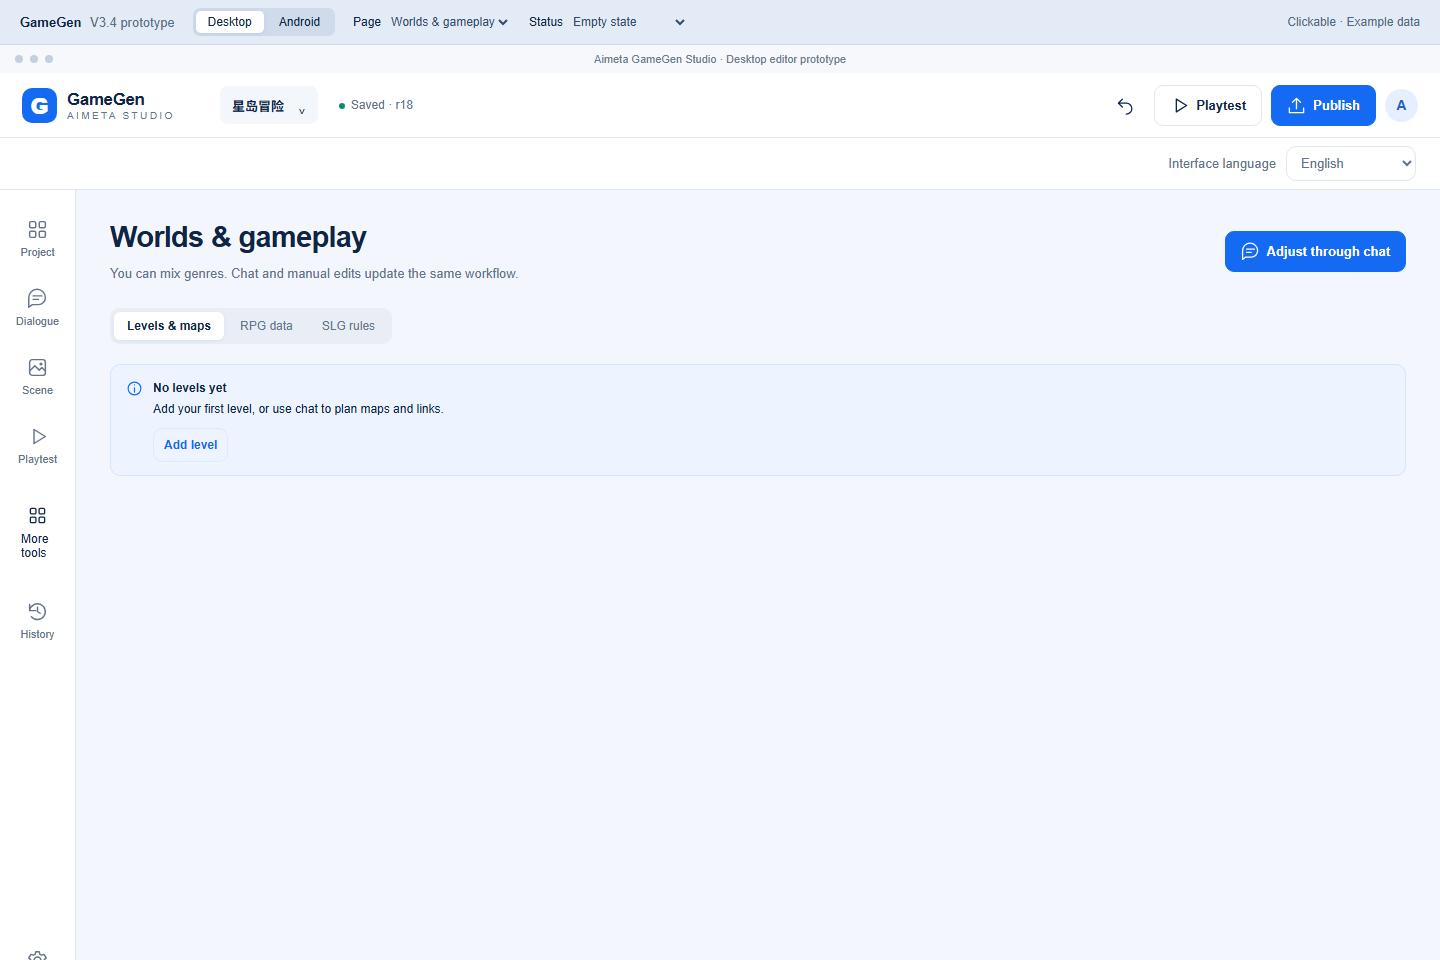 GameGen V3.4 prototype Desktop Android Page Worlds & gameplay Status Empty state Clickable · Example data
Aimeta GameGen Studio · Desktop editor prototype
G GameGen
AIMETA STUDIO
星岛冒险
Saved · r18
Playtest
Publish
A
Interface language English
Project
Dialogue
Scene
Playtest
More
tools
History
Worlds & gameplay
You can mix genres. Chat and manual edits update the same workflow.
Adjust through chat
Levels & maps RPG data SLG rules
No levels yet
Add your first level, or use chat to plan maps and links.
Add level